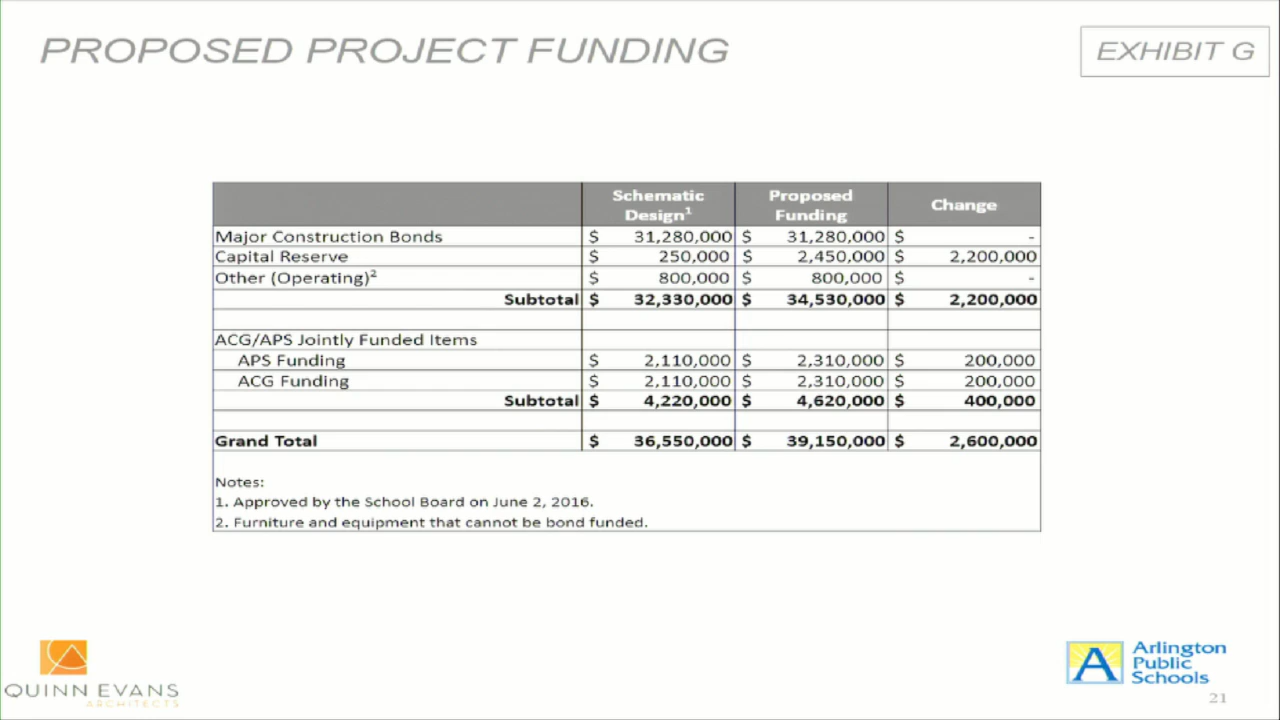 PROPOSED PROJECT FUNDING
EXHIBIT G
Schematic Design¹ Proposed Funding Change
Major Construction Bonds $ 31,280,000 $ 31,280,000 $ -
Capital Reserve $ 250,000 $ 2,450,000 $ 2,200,000
Other (Operating)² $ 800,000 $ 800,000 $ -
Subtotal $ 32,330,000 $ 34,530,000 $ 2,200,000
ACG/APS Jointly Funded Items
APS Funding $ 2,110,000 $ 2,310,000 $ 200,000
ACG Funding $ 2,110,000 $ 2,310,000 $ 200,000
Subtotal $ 4,220,000 $ 4,620,000 $ 400,000
Grand Total $ 36,550,000 $ 39,150,000 $ 2,600,000
Notes:
1. Approved by the School Board on June 2, 2016.
2. Furniture and equipment that cannot be bond funded.
QUINN EVANS
ARCHITECTS
A
Arlington
Public
Schools
21